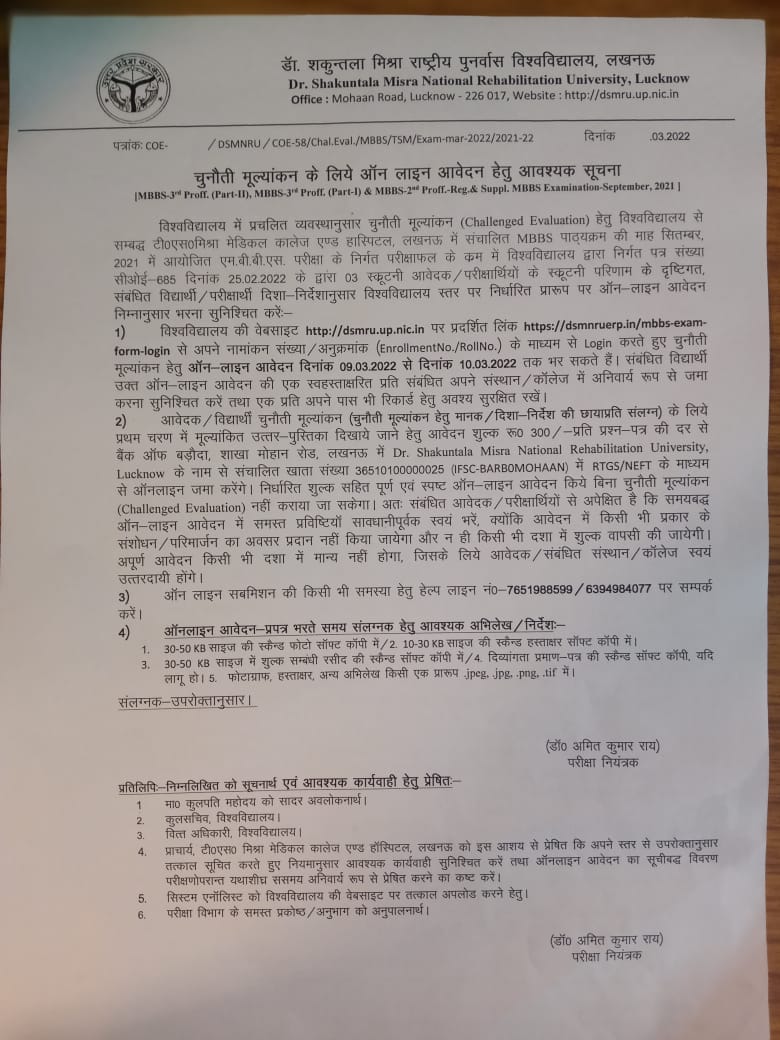 उत्तर प्रदेश सरकार
डॉ. शकुन्तला मिश्रा राष्ट्रीय पुनर्वास विश्वविद्यालय, लखनऊ
Dr. Shakuntala Misra National Rehabilitation University, Lucknow
Office : Mohaan Road, Lucknow - 226 017, Website : http://dsmru.up.nic.in
पत्रांकः COE- / DSMNRU / COE-58/Chal.Eval./MBBS/TSM/Exam-mar-2022/2021-22 दिनांक .03.2022
चुनौती मूल्यांकन के लिये ऑन लाइन आवेदन हेतु आवश्यक सूचना
[MBBS-3rd Proff. (Part-II), MBBS-3rd Proff. (Part-I) & MBBS-2nd Proff.-Reg.& Suppl. MBBS Examination-September, 2021 ]
विश्वविद्यालय में प्रचलित व्यवस्थानुसार चुनौती मूल्यांकन (Challenged Evaluation) हेतु विश्वविद्यालय से
सम्बद्ध टी0एस0मिश्रा मेडिकल कालेज एण्ड हास्पिटल, लखनऊ में संचालित MBBS पाठ्यक्रम की माह सितम्बर,
2021 में आयोजित एम.बी.बी.एस. परीक्षा के निर्गत परीक्षाफल के क्रम में विश्वविद्यालय द्वारा निर्गत पत्र संख्या
सीओई–685 दिनांक 25.02.2022 के द्वारा 03 स्क्रूटनी आवेदक/परीक्षार्थियों के स्क्रूटनी परिणाम के दृष्टिगत,
संबंधित विद्यार्थी/परीक्षार्थी दिशा–निर्देशानुसार विश्वविद्यालय स्तर पर निर्धारित प्रारूप पर ऑन–लाइन आवेदन
निम्नानुसार भरना सुनिश्चित करेंः–
1) विश्वविद्यालय की वेबसाइट http://dsmru.up.nic.in पर प्रदर्शित लिंक https://dsmnruerp.in/mbbs-exam-
form-login से अपने नामांकन संख्या/अनुक्रमांक (EnrollmentNo./RollNo.) के माध्यम से Login करते हुए चुनौती
मूल्यांकन हेतु ऑन–लाइन आवेदन दिनांक 09.03.2022 से दिनांक 10.03.2022 तक भर सकते हैं। संबंधित विद्यार्थी
उक्त ऑन–लाइन आवेदन की एक स्वहस्ताक्षरित प्रति संबंधित अपने संस्थान/कॉलेज में अनिवार्य रूप से जमा
करना सुनिश्चित करें तथा एक प्रति अपने पास भी रिकार्ड हेतु अवश्य सुरक्षित रखें।
2) आवेदक/विद्यार्थी चुनौती मूल्यांकन (चुनौती मूल्यांकन हेतु मानक/दिशा–निर्देश की छायाप्रति संलग्न) के लिये
प्रथम चरण में मूल्यांकित उत्तर–पुस्तिका दिखाये जाने हेतु आवेदन शुल्क रू0 300/–प्रति प्रश्न–पत्र की दर से
बैंक ऑफ बड़ौदा, शाखा मोहान रोड, लखनऊ में Dr. Shakuntala Misra National Rehabilitation University,
Lucknow के नाम से संचालित खाता संख्या 36510100000025 (IFSC-BARB0MOHAAN) में RTGS/NEFT के माध्यम
से ऑनलाइन जमा करेंगे। निर्धारित शुल्क सहित पूर्ण एवं स्पष्ट ऑन–लाइन आवेदन किये बिना चुनौती मूल्यांकन
(Challenged Evaluation) नहीं कराया जा सकेगा। अतः संबंधित आवेदक/परीक्षार्थियों से अपेक्षित है कि समयबद्ध
ऑन–लाइन आवेदन में समस्त प्रविष्टियाँ सावधानीपूर्वक स्वयं भरें, क्योंकि आवेदन में किसी भी प्रकार के
संशोधन/परिमार्जन का अवसर प्रदान नहीं किया जायेगा और न ही किसी भी दशा में शुल्क वापसी की जायेगी।
अपूर्ण आवेदन किसी भी दशा में मान्य नहीं होगा, जिसके लिये आवेदक/संबंधित संस्थान/कॉलेज स्वयं
उत्तरदायी होंगे।
3) ऑन लाइन सबमिशन की किसी भी समस्या हेतु हेल्प लाइन नं0–7651988599/6394984077 पर सम्पर्क
करें।
4) ऑनलाइन आवेदन–प्रपत्र भरते समय संलग्नक हेतु आवश्यक अभिलेख/निर्देशः–
1. 30-50 KB साइज की स्कैन्ड फोटो सॉफ्ट कॉपी में/2. 10-30 KB साइज की स्कैन्ड हस्ताक्षर सॉफ्ट कॉपी में।
3. 30-50 KB साइज में शुल्क सम्बंधी रसीद की स्कैन्ड सॉफ्ट कॉपी में/4. दिव्यांगता प्रमाण–पत्र की स्कैन्ड सॉफ्ट कॉपी, यदि
लागू हो। 5. फोटाग्राफ, हस्ताक्षर, अन्य अभिलेख किसी एक प्रारूप .jpeg, .jpg, .png, .tif में।
संलग्नक–उपरोक्तानुसार।
(डॉ0 अमित कुमार राय)
परीक्षा नियंत्रक
प्रतिलिपिः–निम्नलिखित को सूचनार्थ एवं आवश्यक कार्यवाही हेतु प्रेषितः–
1 मा0 कुलपति महोदय को सादर अवलोकनार्थ।
2. कुलसचिव, विश्वविद्यालय।
3. वित्त अधिकारी, विश्वविद्यालय।
4. प्राचार्य, टी0एस0 मिश्रा मेडिकल कालेज एण्ड हॉस्पिटल, लखनऊ को इस आशय से प्रेषित कि अपने स्तर से उपरोक्तानुसार
तत्काल सूचित करते हुए नियमानुसार आवश्यक कार्यवाही सुनिश्चित करें तथा ऑनलाइन आवेदन का सूचीबद्ध विवरण
परीक्षणोपरान्त यथाशीघ्र ससमय अनिवार्य रूप से प्रेषित करने का कष्ट करें।
5. सिस्टम एनॉलिस्ट को विश्वविद्यालय की वेबसाइट पर तत्काल अपलोड करने हेतु।
6. परीक्षा विभाग के समस्त प्रकोष्ठ/अनुभाग को अनुपालनार्थ।
(डॉ0 अमित कुमार राय)
परीक्षा नियंत्रक